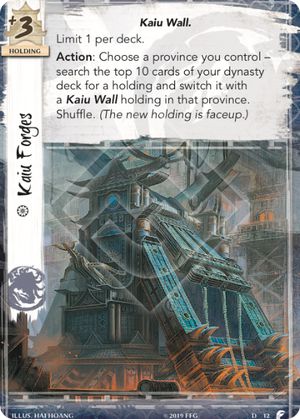 +3
HOLDING
Kaiu Wall.
Limit 1 per deck.
Action: Choose a province you control –
search the top 10 cards of your dynasty
deck for a holding and switch it with
a Kaiu Wall holding in that province.
Shuffle. (The new holding is faceup.)
Kaiu Forges
ILLUS. HAI HOANG
©2019 FFG
D 12